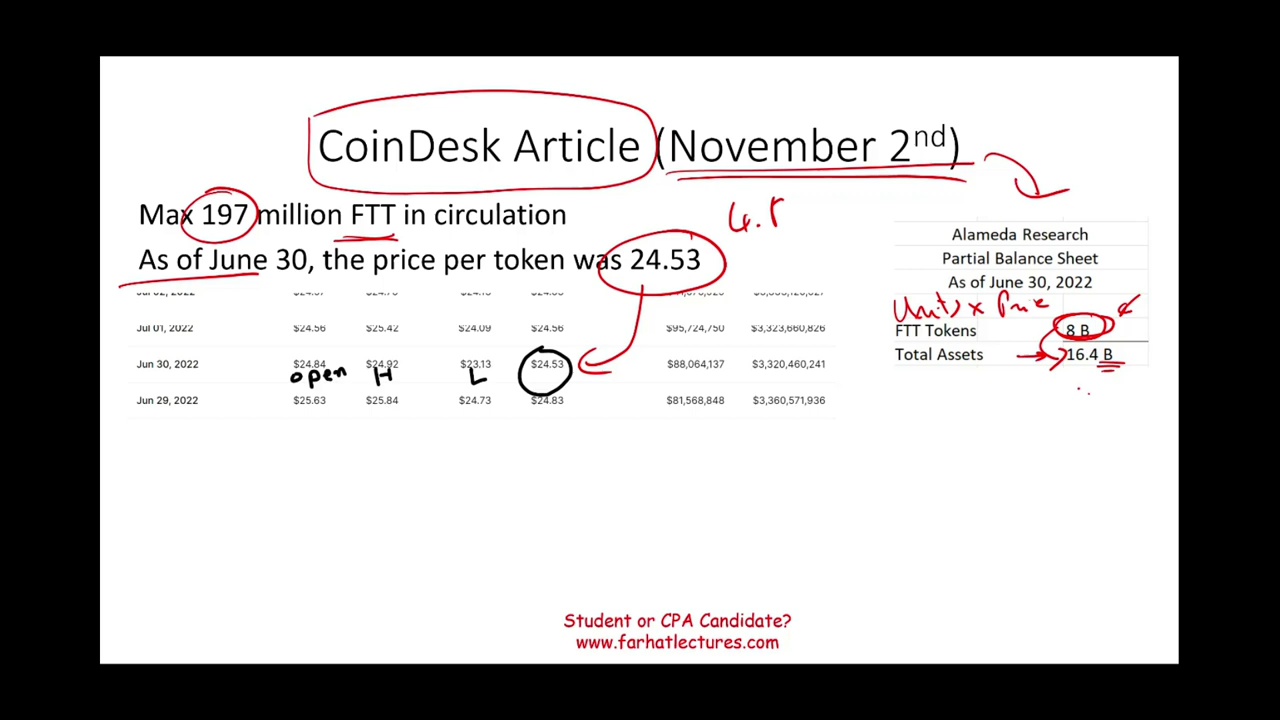 CoinDesk Article (November 2nd)
Max 197 million FTT in circulation
4.8
As of June 30, the price per token was 24.53
Alameda Research
Partial Balance Sheet
As of June 30, 2022
Units x Price
FTT Tokens 8 B
Total Assets 16.4 B
Jul 01, 2022 $24.56 $25.42 $24.09 $24.56 $95,724,750 $3,323,660,826
Jun 30, 2022 $24.84 $24.92 $23.13 $24.53 $88,064,137 $3,320,460,241
open H L
Jun 29, 2022 $25.63 $25.84 $24.73 $24.83 $81,568,848 $3,360,571,936
Student or CPA Candidate?
www.farhatlectures.com